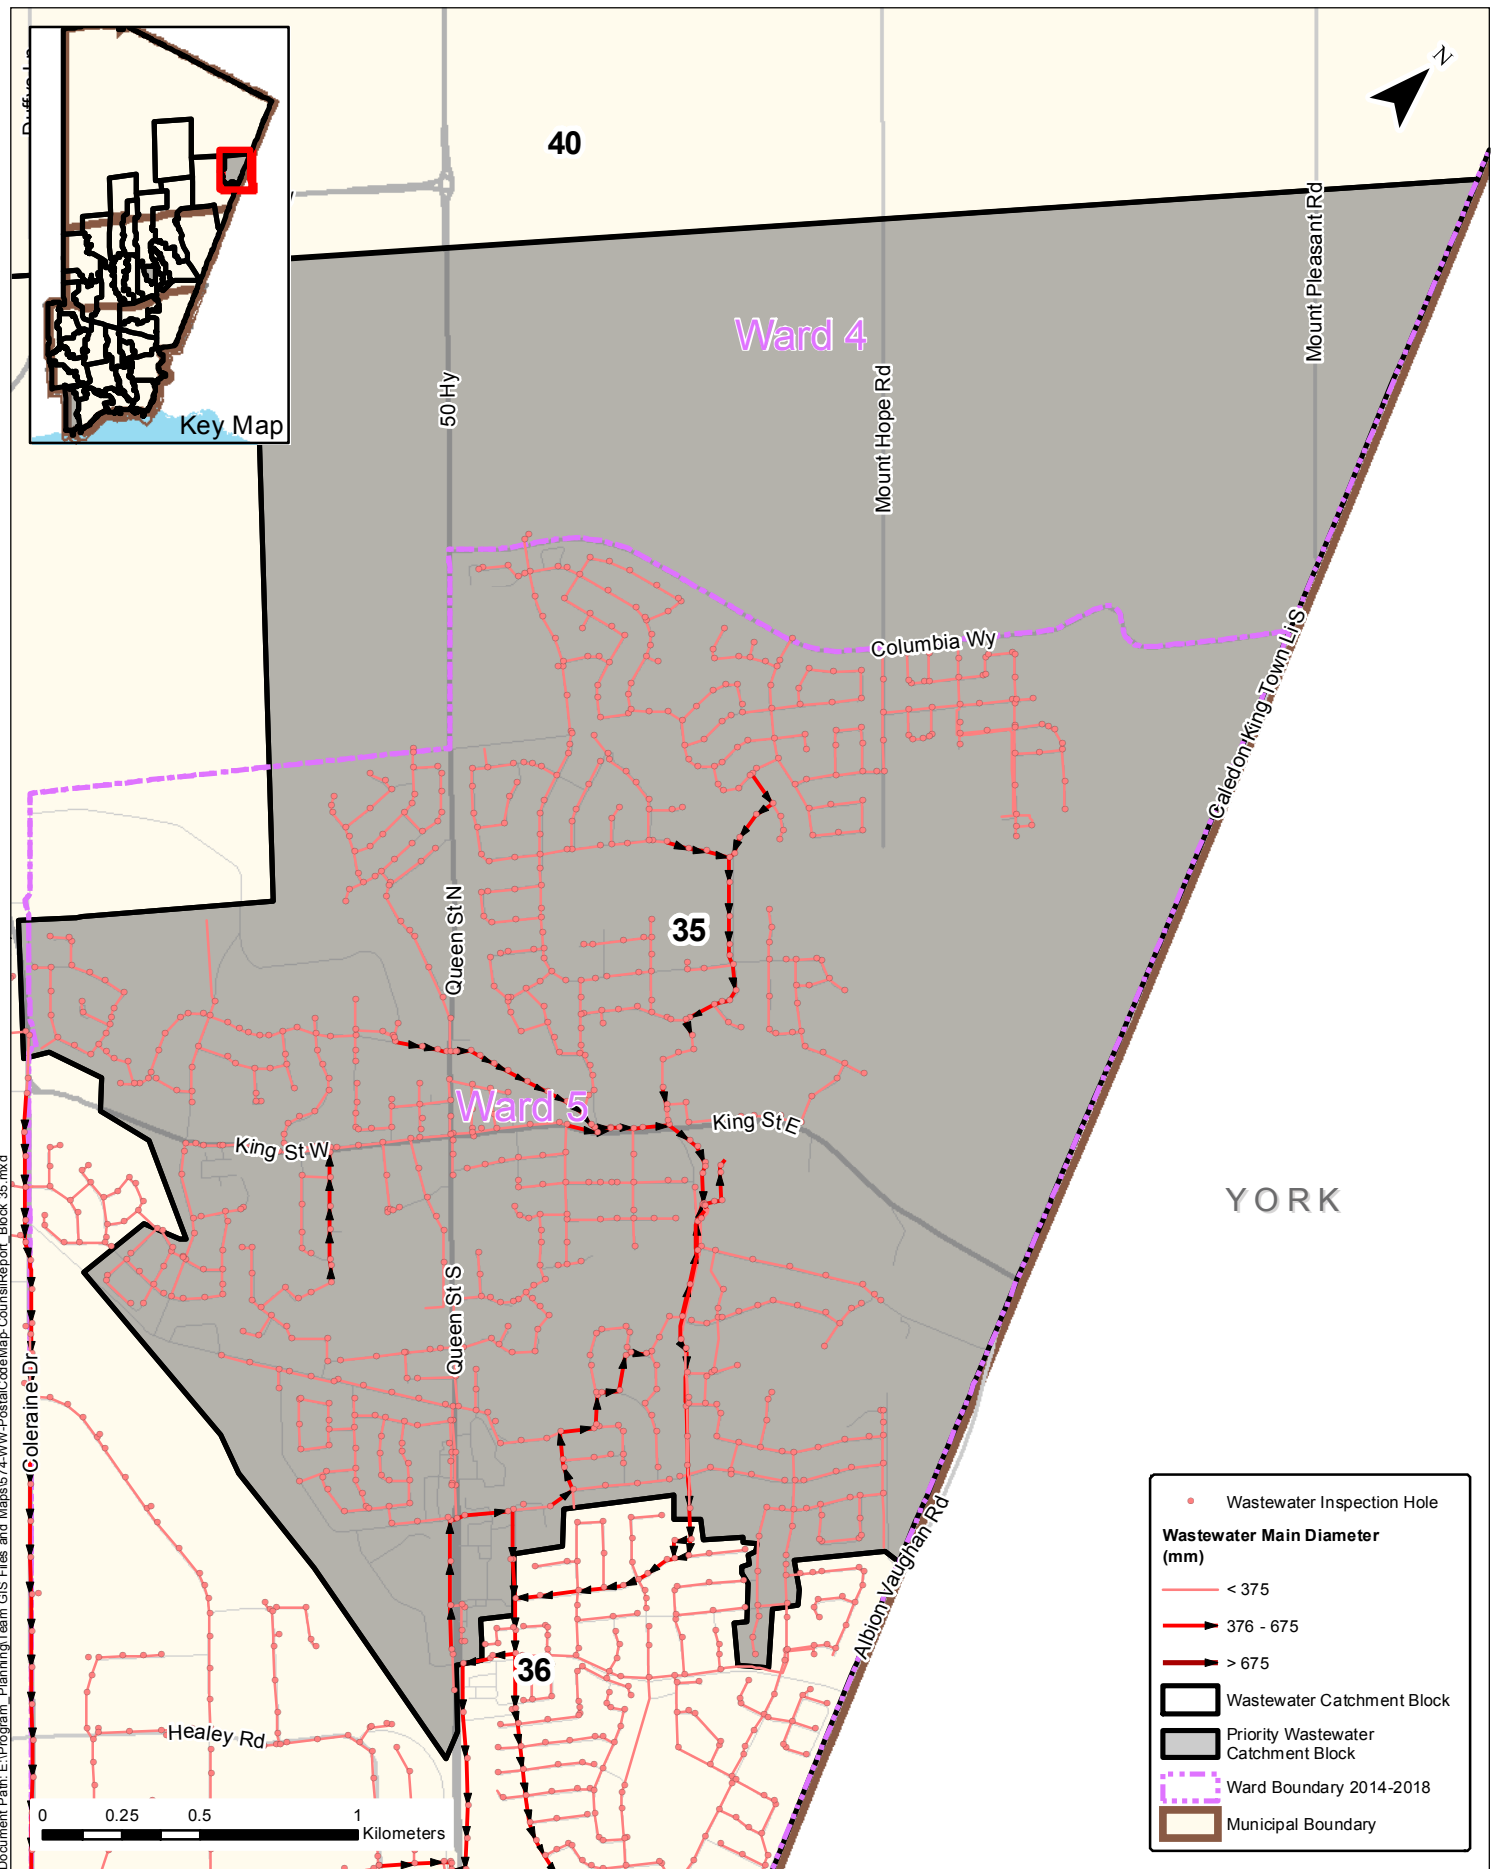 N
40
Mount Pleasant Rd
Ward 4
50 Hy
Mount Hope Rd
Key Map
Columbia Wy
Caledon King Town Li S
Queen St N
35
Ward 5
King St W
King St E
YORK
Queen St S
Coleraine Dr
Albion Vaughan Rd
36
Healey Rd
0 0.25 0.5 1
Kilometers
Wastewater Inspection Hole
Wastewater Main Diameter
(mm)
< 375
376 - 675
> 675
Wastewater Catchment Block
Priority Wastewater
Catchment Block
Ward Boundary 2014-2018
Municipal Boundary